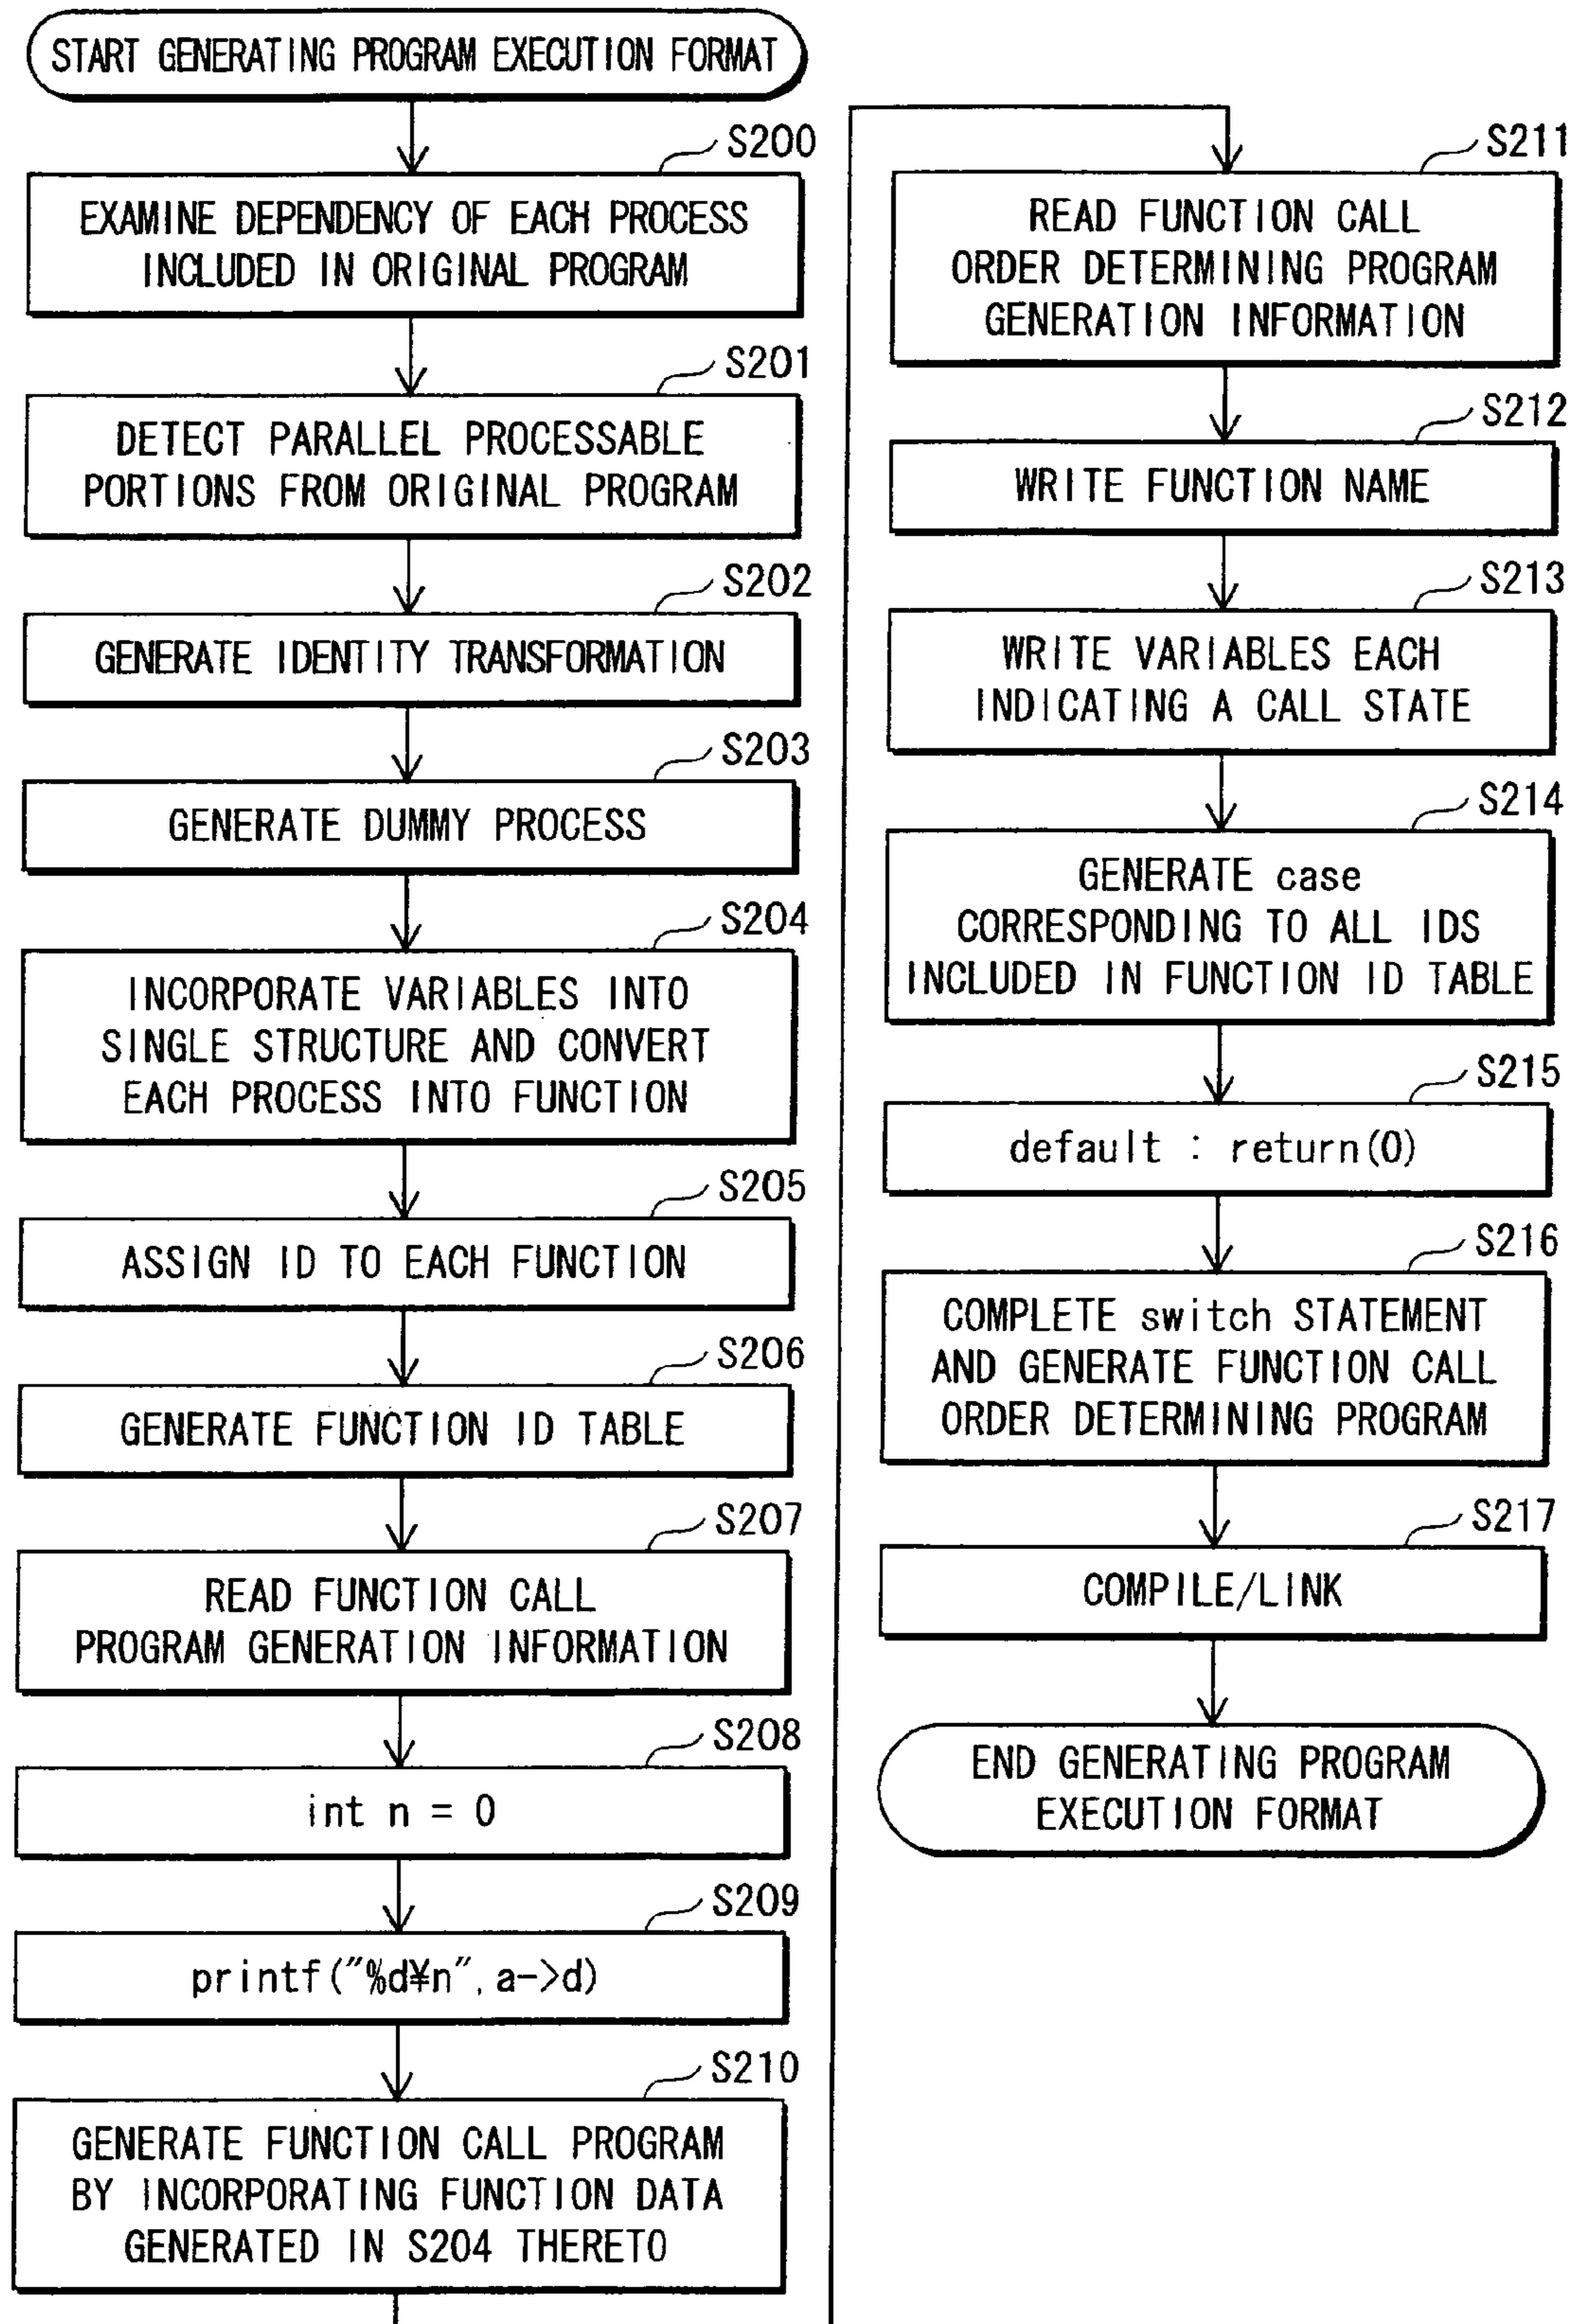 START GENERATING PROGRAM EXECUTION FORMAT
S200
EXAMINE DEPENDENCY OF EACH PROCESS
INCLUDED IN ORIGINAL PROGRAM
S201
DETECT PARALLEL PROCESSABLE
PORTIONS FROM ORIGINAL PROGRAM
S202
GENERATE IDENTITY TRANSFORMATION
S203
GENERATE DUMMY PROCESS
S204
INCORPORATE VARIABLES INTO
SINGLE STRUCTURE AND CONVERT
EACH PROCESS INTO FUNCTION
S205
ASSIGN ID TO EACH FUNCTION
S206
GENERATE FUNCTION ID TABLE
S207
READ FUNCTION CALL
PROGRAM GENERATION INFORMATION
S208
int n = 0
S209
printf("%d¥n", a->d)
S210
GENERATE FUNCTION CALL PROGRAM
BY INCORPORATING FUNCTION DATA
GENERATED IN S204 THERETO
S211
READ FUNCTION CALL
ORDER DETERMINING PROGRAM
GENERATION INFORMATION
S212
WRITE FUNCTION NAME
S213
WRITE VARIABLES EACH
INDICATING A CALL STATE
S214
GENERATE case
CORRESPONDING TO ALL IDS
INCLUDED IN FUNCTION ID TABLE
S215
default : return(0)
S216
COMPLETE switch STATEMENT
AND GENERATE FUNCTION CALL
ORDER DETERMINING PROGRAM
S217
COMPILE/LINK
END GENERATING PROGRAM
EXECUTION FORMAT